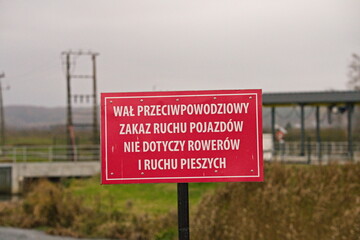 WAŁ PRZECIWPOWODZIOWY
ZAKAZ RUCHU POJAZDÓW
NIE DOTYCZY ROWERÓW
I RUCHU PIESZYCH